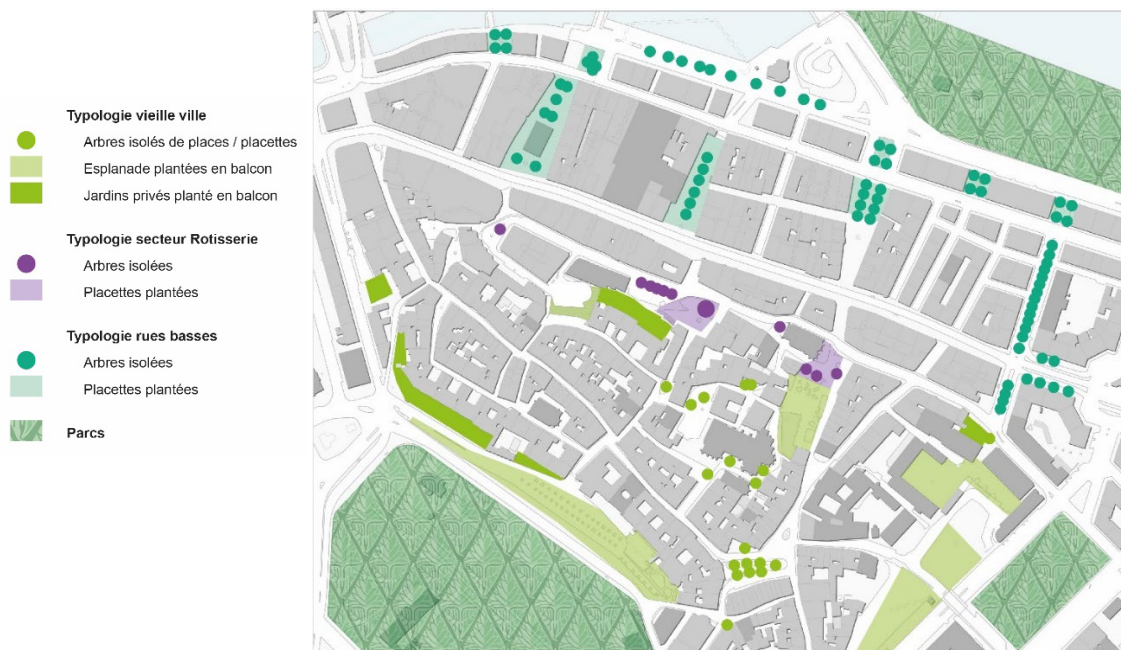 Typologie vieille ville
Arbres isolés de places / placettes
Esplanade plantées en balcon
Jardins privés planté en balcon
Typologie secteur Rotisserie
Arbres isolées
Placettes plantées
Typologie rues basses
Arbres isolées
Placettes plantées
Parcs